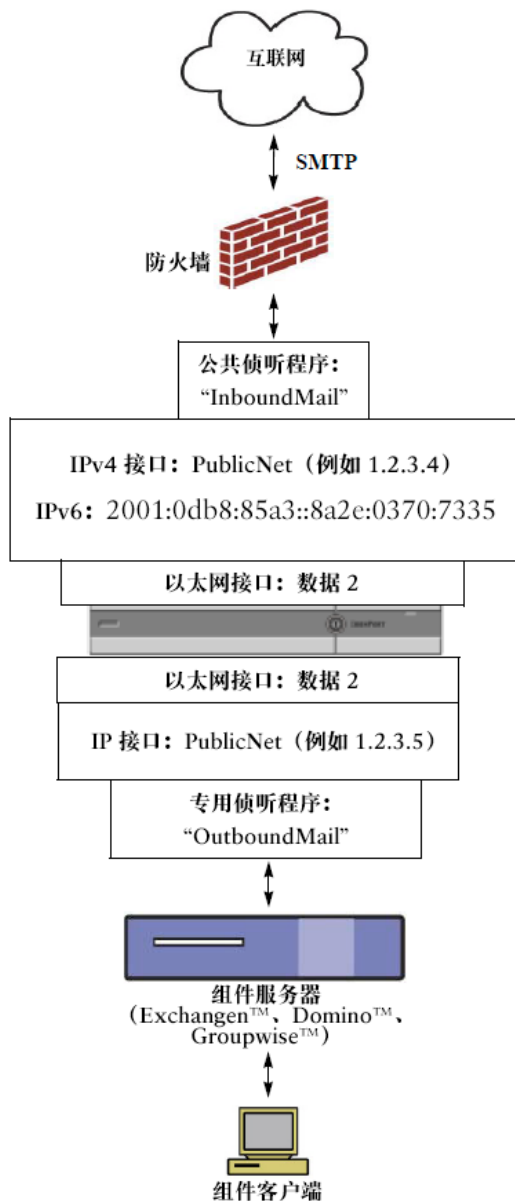 互联网
SMTP
防火墙
公共侦听程序：
“InboundMail”
IPv4 接口：PublicNet（例如 1.2.3.4）
IPv6：2001:0db8:85a3::8a2e:0370:7335
以太网接口：数据 2
以太网接口：数据 2
IP 接口：PublicNet（例如 1.2.3.5）
专用侦听程序：
“OutboundMail”
组件服务器
（Exchangen™、Domino™、
Groupwise™）
组件客户端